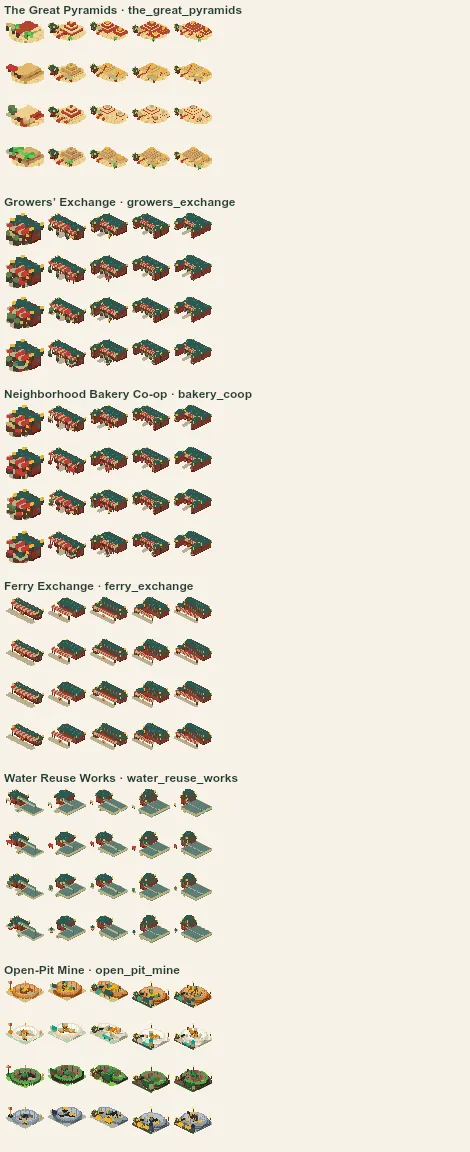 The Great Pyramids · the_great_pyramids
Growers’ Exchange · growers_exchange
Neighborhood Bakery Co-op · bakery_coop
Ferry Exchange · ferry_exchange
Water Reuse Works · water_reuse_works
Open-Pit Mine · open_pit_mine